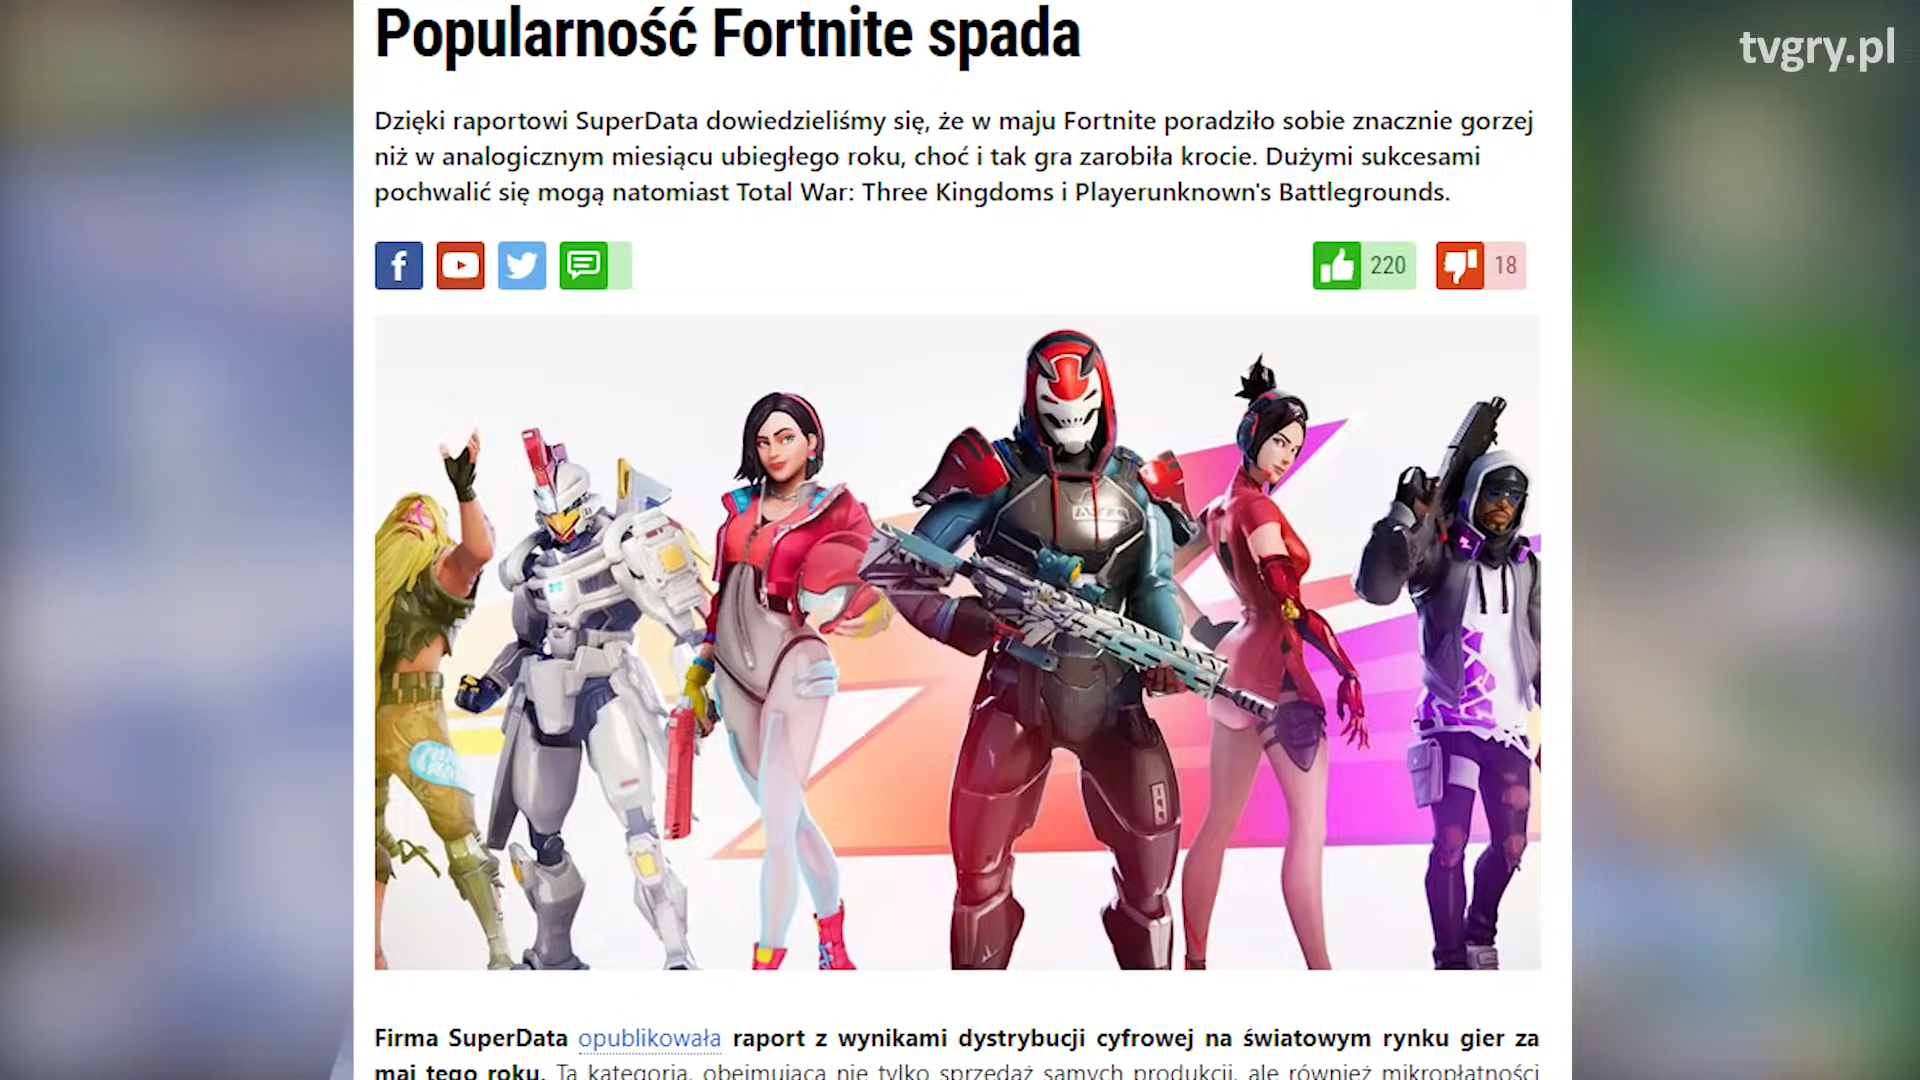 Popularność Fortnite spada
tvgry.pl
Dzięki raportowi SuperData dowiedzieliśmy się, że w maju Fortnite poradziło sobie znacznie gorzej
niż w analogicznym miesiącu ubiegłego roku, choć i tak gra zarobiła krocie. Dużymi sukcesami
pochwalić się mogą natomiast Total War: Three Kingdoms i Playerunknown's Battlegrounds.
220
18
Firma SuperData opublikowała raport z wynikami dystrybucji cyfrowej na światowym rynku gier za
maj tego roku. Ta kategoria, obejmująca nie tylko sprzedaż samych produkcji, ale również mikropłatności